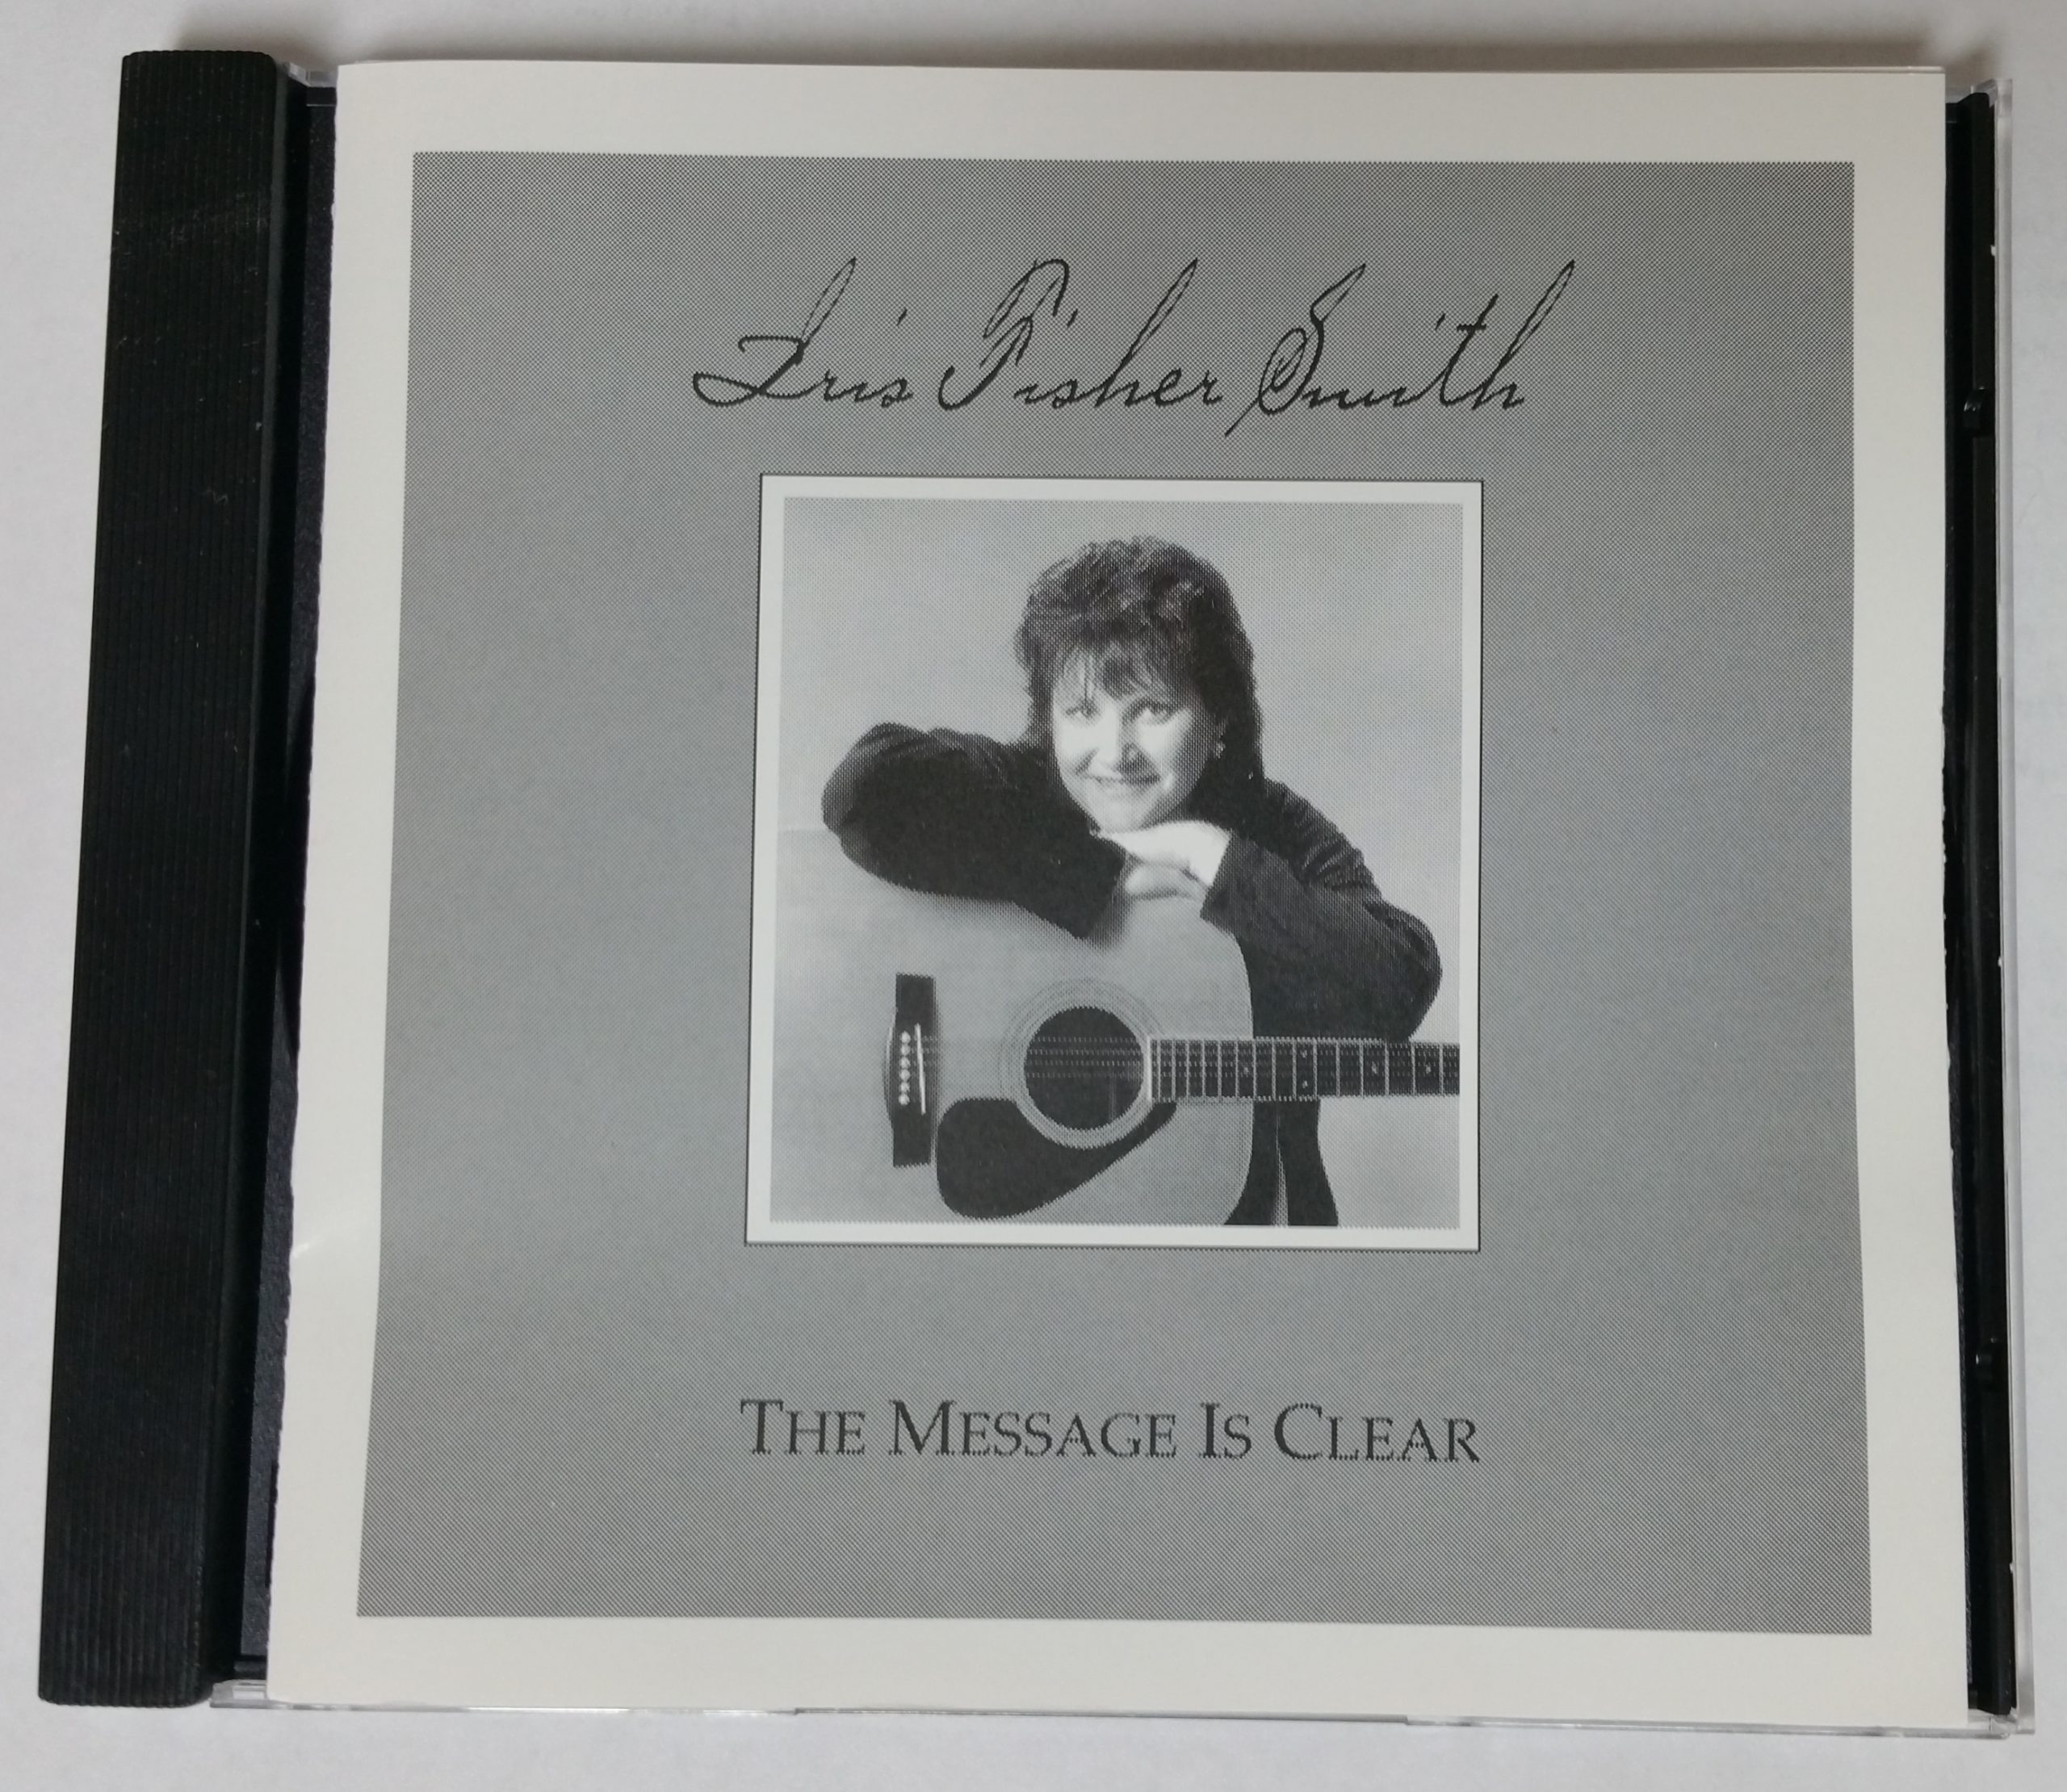 Iris Fisher Smith
THE MESSAGE IS CLEAR